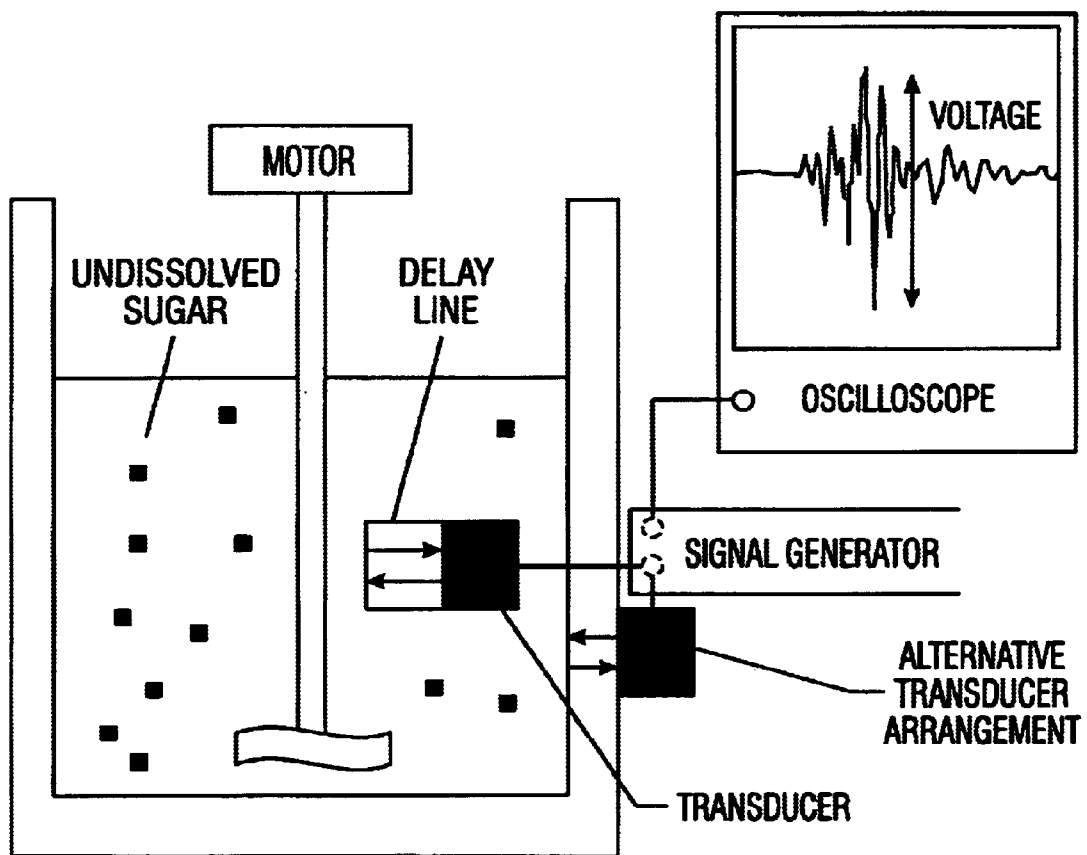 VOLTAGE
MOTOR
UNDISSOLVED
SUGAR
DELAY
LINE
OSCILLOSCOPE
SIGNAL GENERATOR
ALTERNATIVE
TRANSDUCER
ARRANGEMENT
TRANSDUCER